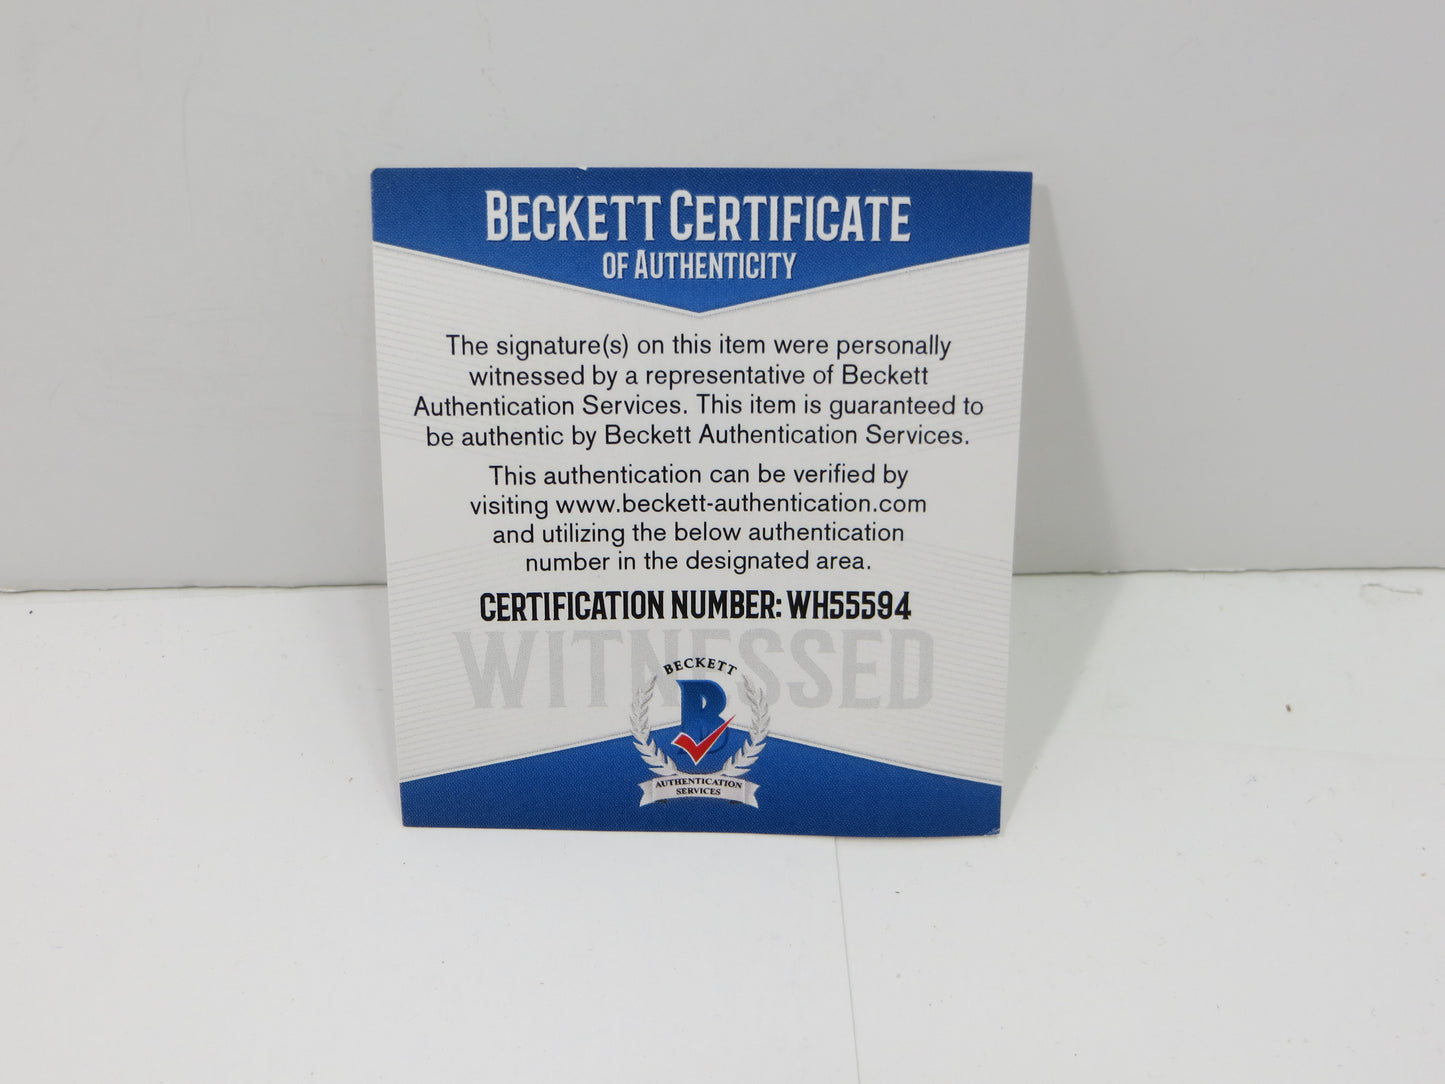 BECKETT CERTIFICATE
OF AUTHENTICITY
The signature(s) on this item were personally
witnessed by a representative of Beckett
Authentication Services. This item is guaranteed to
be authentic by Beckett Authentication Services.
This authentication can be verified by
visiting www.beckett-authentication.com
and utilizing the below authentication
number in the designated area.
CERTIFICATION NUMBER: WH55594
WITNESSED
BECKETT
B
AUTHENTICATION
SERVICES